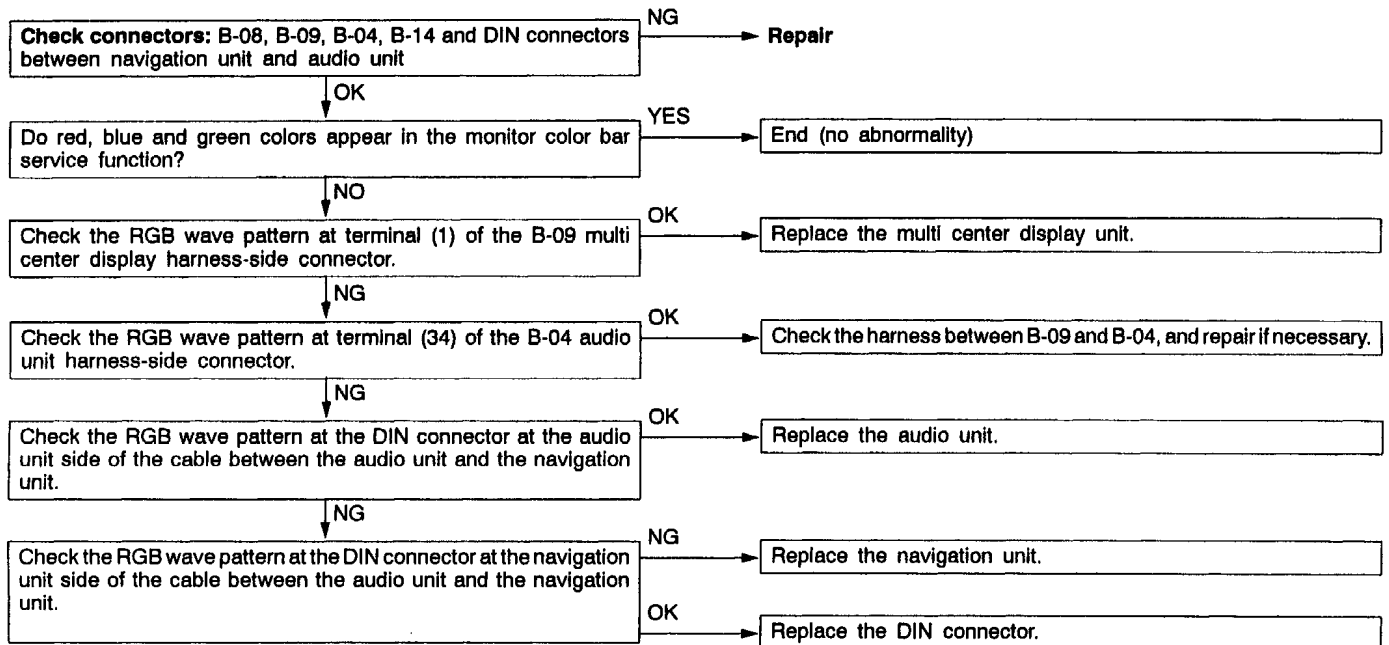 NG
Check connectors: B-08, B-09, B-04, B-14 and DIN connectors
between navigation unit and audio unit
Repair
OK
YES
Do red, blue and green colors appear in the monitor color bar
service function?
End (no abnormality)
NO
OK
Check the RGB wave pattern at terminal (1) of the B-09 multi
center display harness-side connector.
Replace the multi center display unit.
NG
OK
Check the RGB wave pattern at terminal (34) of the B-04 audio
unit harness-side connector.
Check the harness between B-09 and B-04, and repair if necessary.
NG
OK
Check the RGB wave pattern at the DIN connector at the audio
unit side of the cable between the audio unit and the navigation
unit.
Replace the audio unit.
NG
NG
Check the RGB wave pattern at the DIN connector at the navigation
unit side of the cable between the audio unit and the navigation
unit.
Replace the navigation unit.
OK
Replace the DIN connector.